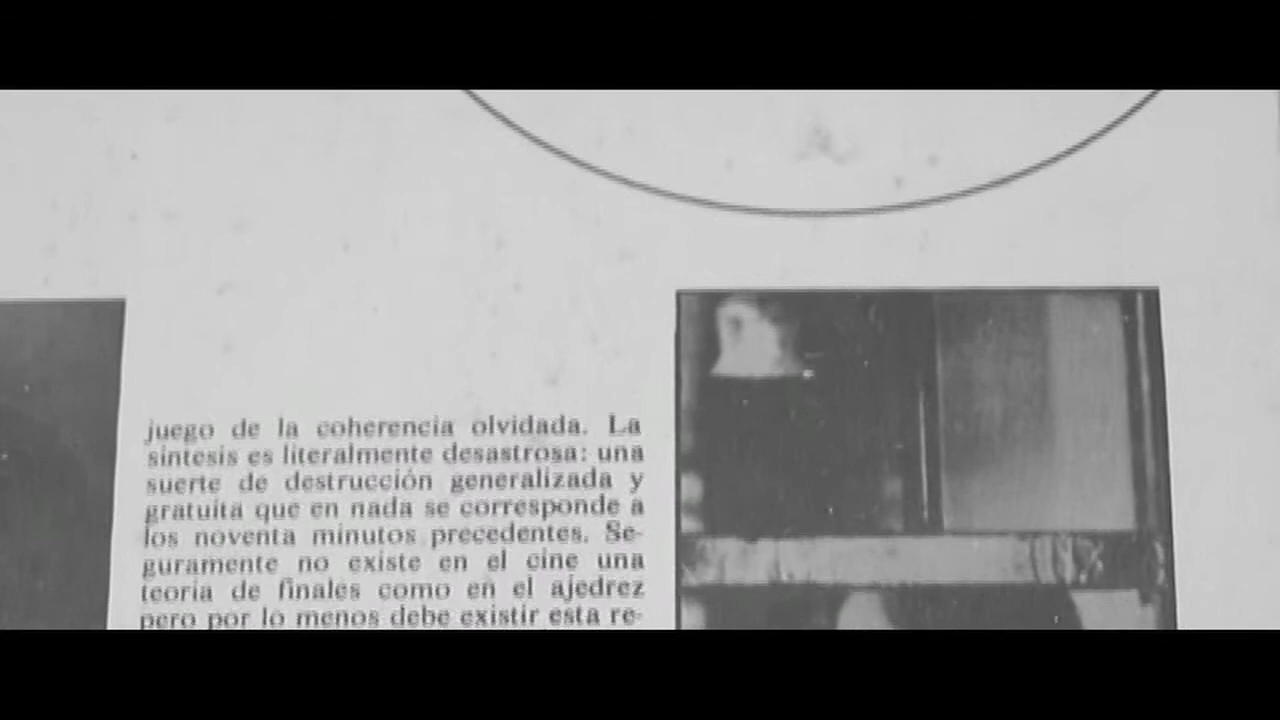 juego de la coherencia olvidada. La
síntesis es literalmente desastrosa: una
suerte de destrucción generalizada y
gratuita que en nada se corresponde a
los noventa minutos precedentes. Se-
guramente no existe en el cine una
teoría de finales como en el ajedrez
pero por lo menos debe existir esta re-